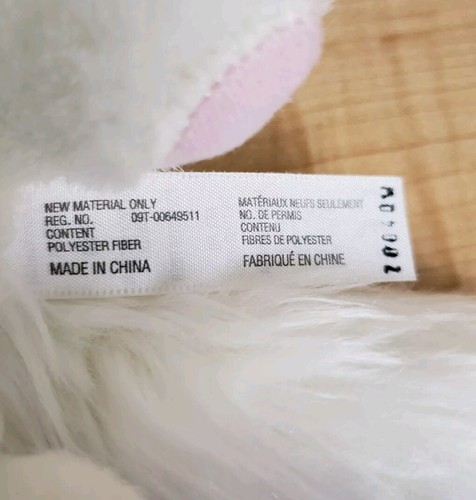 NEW MATERIAL ONLY
REG. NO. 09T-00649511
CONTENT
POLYESTER FIBER
MADE IN CHINA
MATÉRIAUX NEUFS SEULEMENT
NO. DE PERMIS
CONTENU
FIBRES DE POLYESTER
FABRIQUÉ EN CHINE